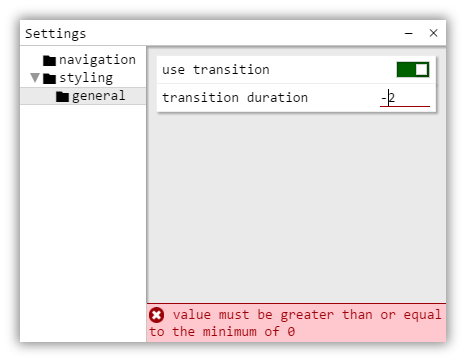 Settings
navigation
styling
general
use transition
transition duration
-2
value must be greater than or equal
to the minimum of 0